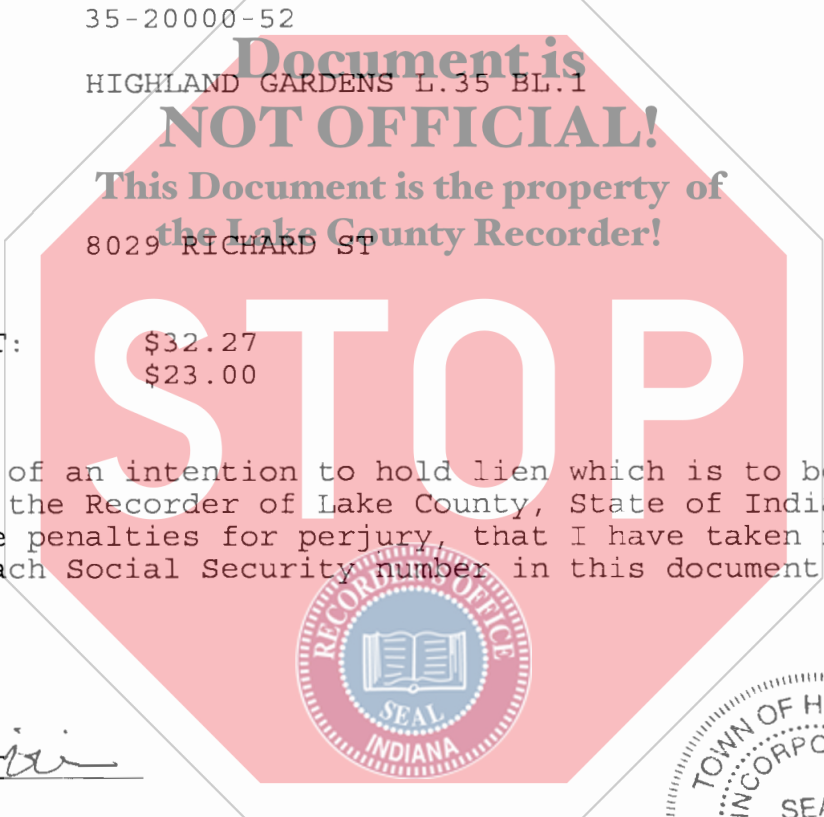 35-20000-52
Document is
HIGHLAND GARDENS L.35 BL.1
NOT OFFICIAL!
This Document is the property of
the Lake County Recorder!
8029 RICHARD ST
STOP
T: $32.27
$23.00
of an intention to hold lien which is to be
the Recorder of Lake County, State of Indi
e penalties for perjury, that I have taken
ach Social Security number in this document
RECORDER'S OFFICE
SEAL
INDIANA
TOWN OF H
INCORPO
SEA